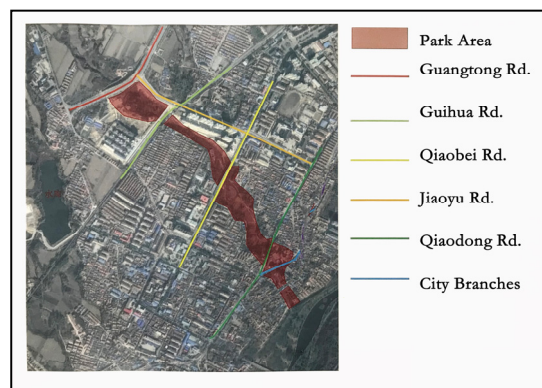 Park Area
Guangtong Rd.
Guihua Rd.
Qiaobei Rd.
Jiaoyu Rd.
Qiaodong Rd.
City Branches